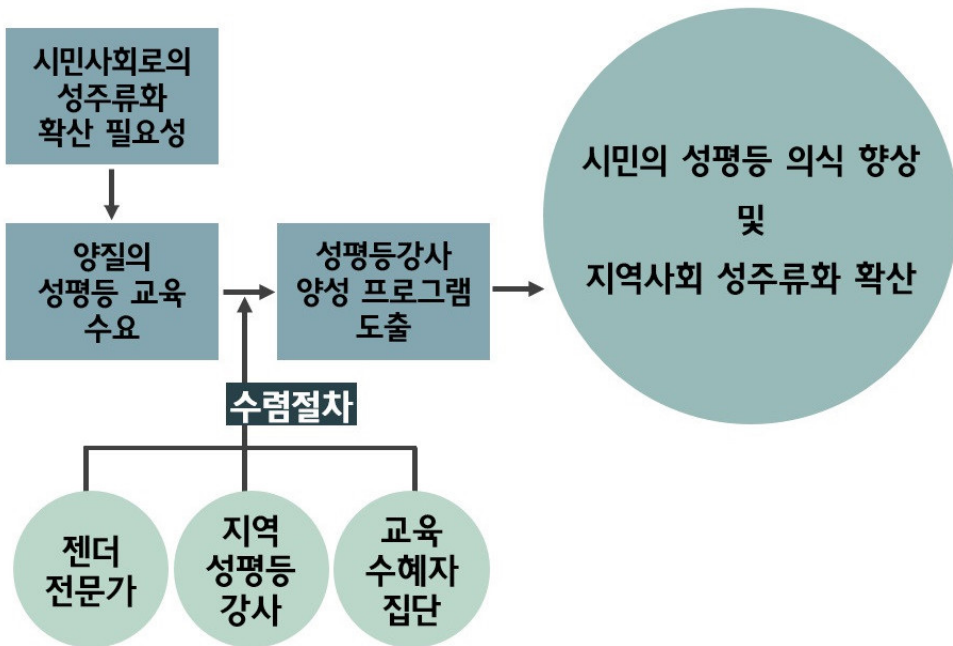 시민사회로의
성주류화
확산 필요성
양질의
성평등 교육
수요
성평등강사
양성 프로그램
도출
시민의 성평등 의식 향상
및
지역사회 성주류화 확산
수렴절차
젠더
전문가
지역
성평등
강사
교육
수혜자
집단